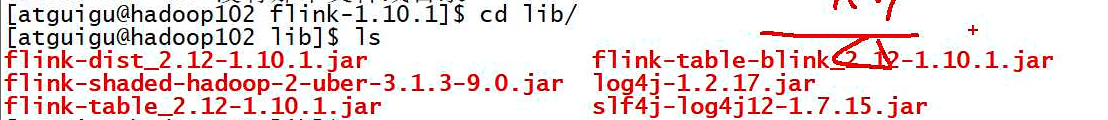 [atguigu@hadoop102 flink-1.10.1]$ cd lib/
[atguigu@hadoop102 lib]$ ls
flink-dist_2.12-1.10.1.jar flink-table-blink_2.12-1.10.1.jar
flink-shaded-hadoop-2-uber-3.1.3-9.0.jar log4j-1.2.17.jar
flink-table_2.12-1.10.1.jar slf4j-log4j12-1.7.15.jar